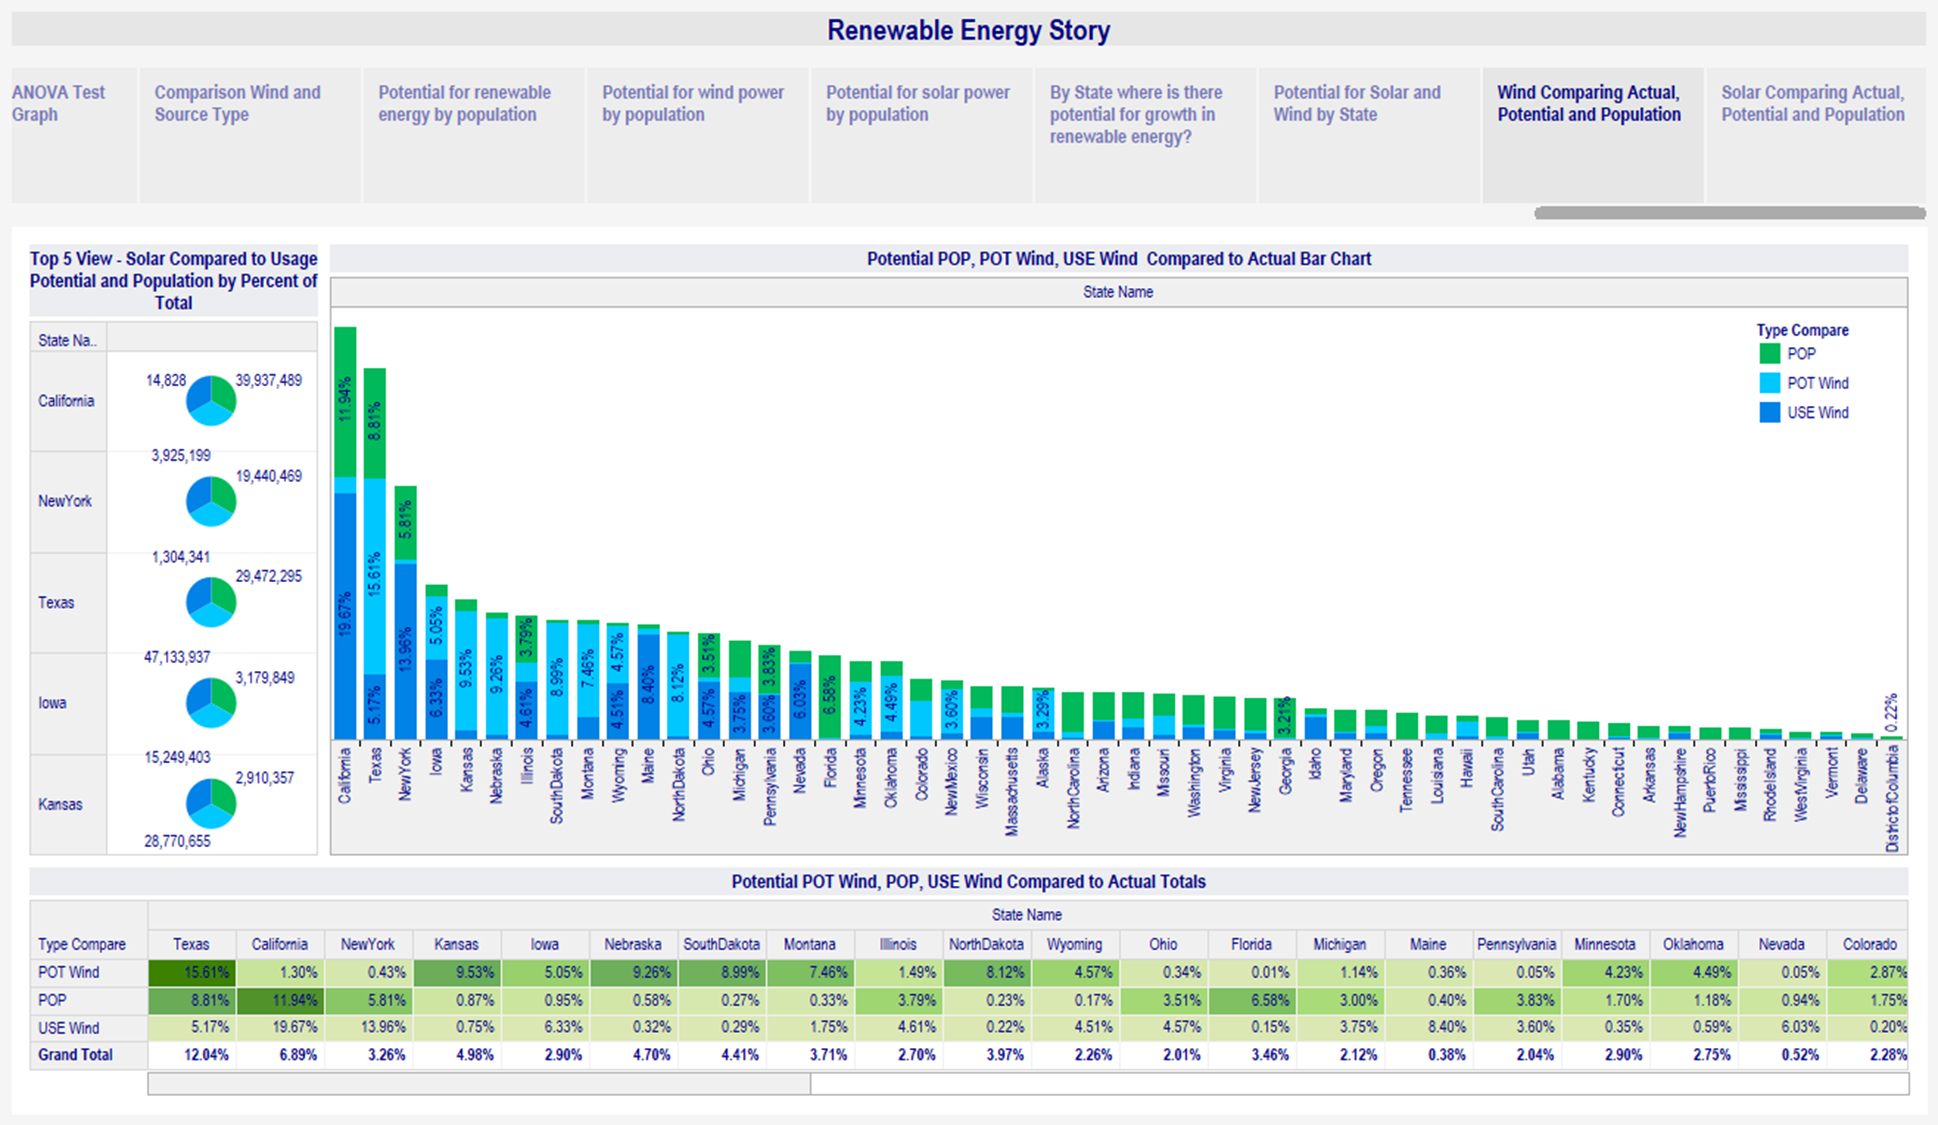 Renewable Energy Story
ANOVA Test
Graph
Comparison Wind and
Source Type
Potential for renewable
energy by population
Potential for wind power
by population
Potential for solar power
by population
By State where is there
potential for growth in
renewable energy?
Potential for Solar and
Wind by State
Wind Comparing Actual,
Potential and Population
Solar Comparing Actual,
Potential and Population
Top 5 View - Solar Compared to Usage
Potential and Population by Percent of
Total
State Na..
California
14,828
39,937,489
3,925,199
NewYork
19,440,469
1,304,341
Texas
29,472,295
47,133,937
Iowa
3,179,849
15,249,403
Kansas
2,910,357
28,770,655
Potential POP, POT Wind, USE Wind  Compared to Actual Bar Chart
State Name
Type Compare
POP
POT Wind
USE Wind
11.94%
19.67%
8.81%
15.61%
5.17%
5.81%
13.96%
5.05%
6.33%
9.53%
9.26%
3.79%
4.61%
8.99%
7.46%
4.57%
4.51%
8.40%
8.12%
3.51%
4.57%
3.75%
3.83%
3.60%
6.03%
6.58%
4.23%
4.49%
3.60%
3.29%
3.21%
0.22%
California
Texas
NewYork
Iowa
Kansas
Nebraska
Illinois
SouthDakota
Montana
Wyoming
Maine
NorthDakota
Ohio
Michigan
Pennsylvania
Nevada
Florida
Minnesota
Oklahoma
Colorado
NewMexico
Wisconsin
Massachusetts
Alaska
NorthCarolina
Arizona
Indiana
Missouri
Washington
Virginia
NewJersey
Georgia
Idaho
Maryland
Oregon
Tennessee
Louisiana
Hawaii
SouthCarolina
Utah
Alabama
Kentucky
Connecticut
Arkansas
NewHampshire
PuertoRico
Mississippi
RhodeIsland
WestVirginia
Vermont
Delaware
DistrictofColumbia
Potential POT Wind, POP, USE Wind Compared to Actual Totals
State Name
Type Compare Texas California NewYork Kansas Iowa Nebraska SouthDakota Montana Illinois NorthDakota Wyoming Ohio Florida Michigan Maine Pennsylvania Minnesota Oklahoma Nevada Colorado
POT Wind 15.61% 1.30% 0.43% 9.53% 5.05% 9.26% 8.99% 7.46% 1.49% 8.12% 4.57% 0.34% 0.01% 1.14% 0.36% 0.05% 4.23% 4.49% 0.05% 2.87%
POP 8.81% 11.94% 5.81% 0.87% 0.95% 0.58% 0.27% 0.33% 3.79% 0.23% 0.17% 3.51% 6.58% 3.00% 0.40% 3.83% 1.70% 1.18% 0.94% 1.75%
USE Wind 5.17% 19.67% 13.96% 0.75% 6.33% 0.32% 0.29% 1.75% 4.61% 0.22% 4.51% 4.57% 0.15% 3.75% 8.40% 3.60% 0.35% 0.59% 6.03% 0.20%
Grand Total 12.04% 6.89% 3.26% 4.98% 2.90% 4.70% 4.41% 3.71% 2.70% 3.97% 2.26% 2.01% 3.46% 2.12% 0.38% 2.04% 2.90% 2.75% 0.52% 2.28%